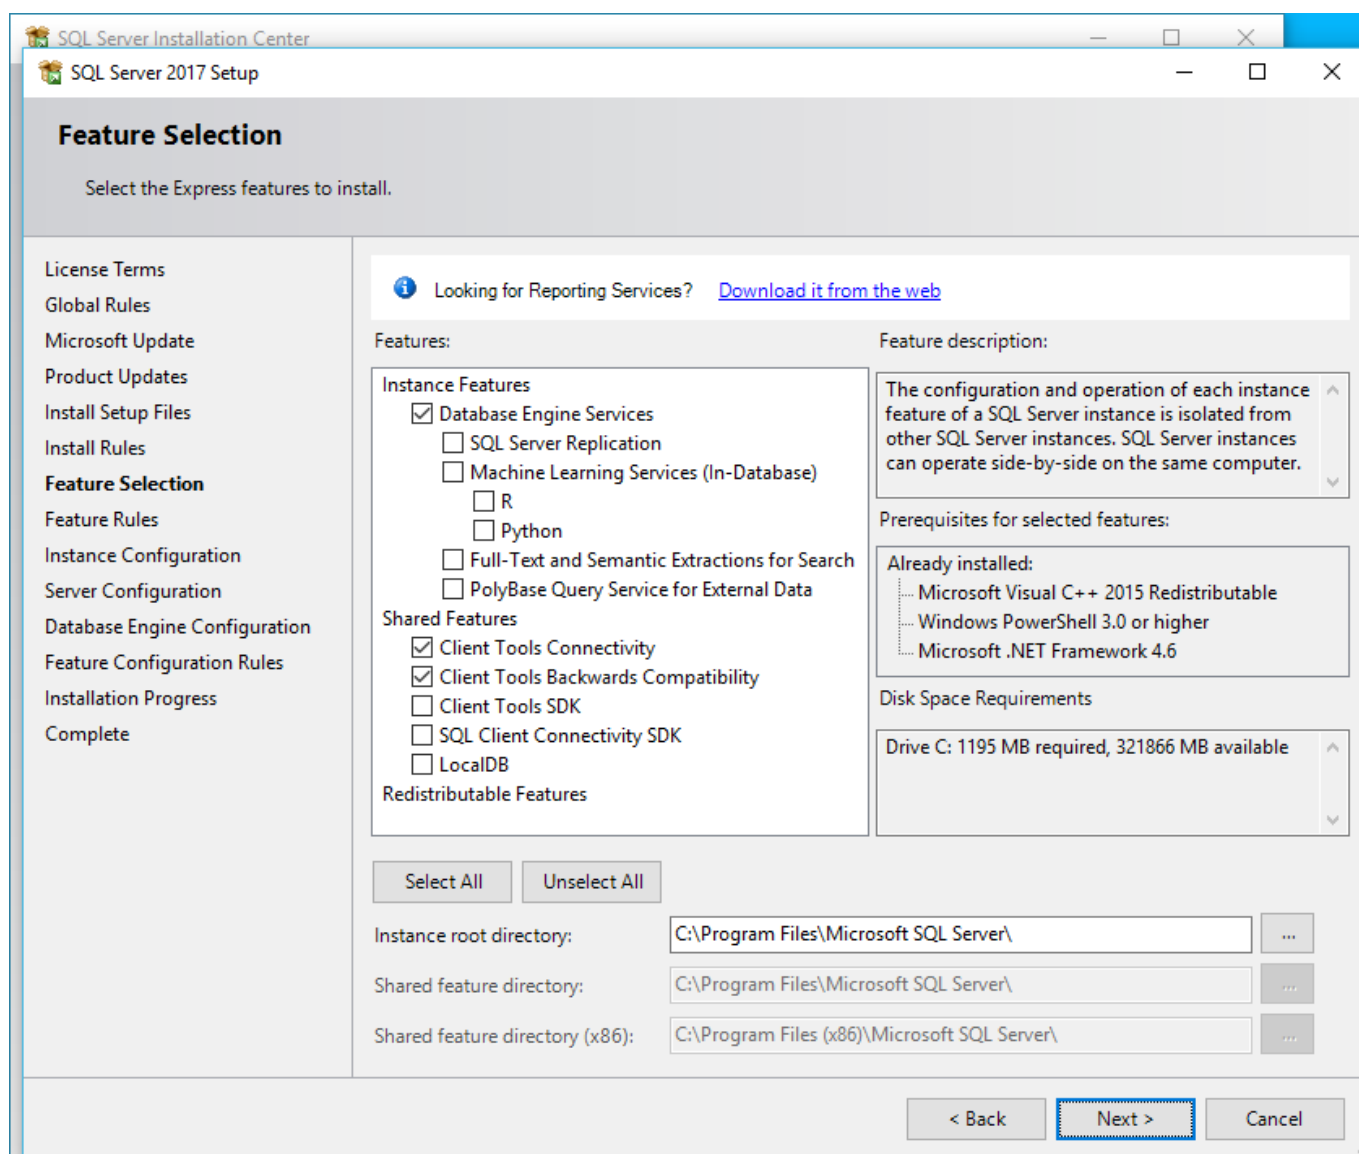 SQL Server Installation Center
SQL Server 2017 Setup
Feature Selection
Select the Express features to install.
License Terms
Global Rules
Microsoft Update
Product Updates
Install Setup Files
Install Rules
Feature Selection
Feature Rules
Instance Configuration
Server Configuration
Database Engine Configuration
Feature Configuration Rules
Installation Progress
Complete
Looking for Reporting Services? Download it from the web
Features:
Instance Features
Database Engine Services
SQL Server Replication
Machine Learning Services (In-Database)
R
Python
Full-Text and Semantic Extractions for Search
PolyBase Query Service for External Data
Shared Features
Client Tools Connectivity
Client Tools Backwards Compatibility
Client Tools SDK
SQL Client Connectivity SDK
LocalDB
Redistributable Features
Feature description:
The configuration and operation of each instance
feature of a SQL Server instance is isolated from
other SQL Server instances. SQL Server instances
can operate side-by-side on the same computer.
Prerequisites for selected features:
Already installed:
Microsoft Visual C++ 2015 Redistributable
Windows PowerShell 3.0 or higher
Microsoft .NET Framework 4.6
Disk Space Requirements
Drive C: 1195 MB required, 321866 MB available
Select All
Unselect All
Instance root directory: C:\Program Files\Microsoft SQL Server\ ...
Shared feature directory: C:\Program Files\Microsoft SQL Server\ ...
Shared feature directory (x86): C:\Program Files (x86)\Microsoft SQL Server\ ...
< Back
Next >
Cancel